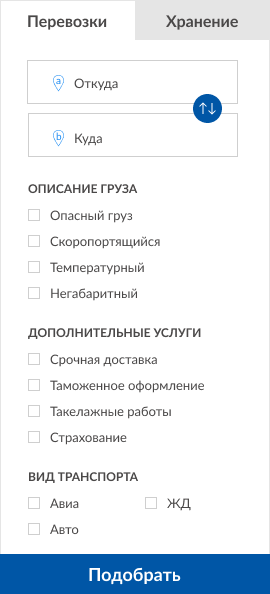 Перевозки Хранение
a Откуда
b Куда
ОПИСАНИЕ ГРУЗА
Опасный груз
Скоропортящийся
Температурный
Негабаритный
ДОПОЛНИТЕЛЬНЫЕ УСЛУГИ
Срочная доставка
Таможенное оформление
Такелажные работы
Страхование
ВИД ТРАНСПОРТА
Авиа ЖД
Авто
Подобрать